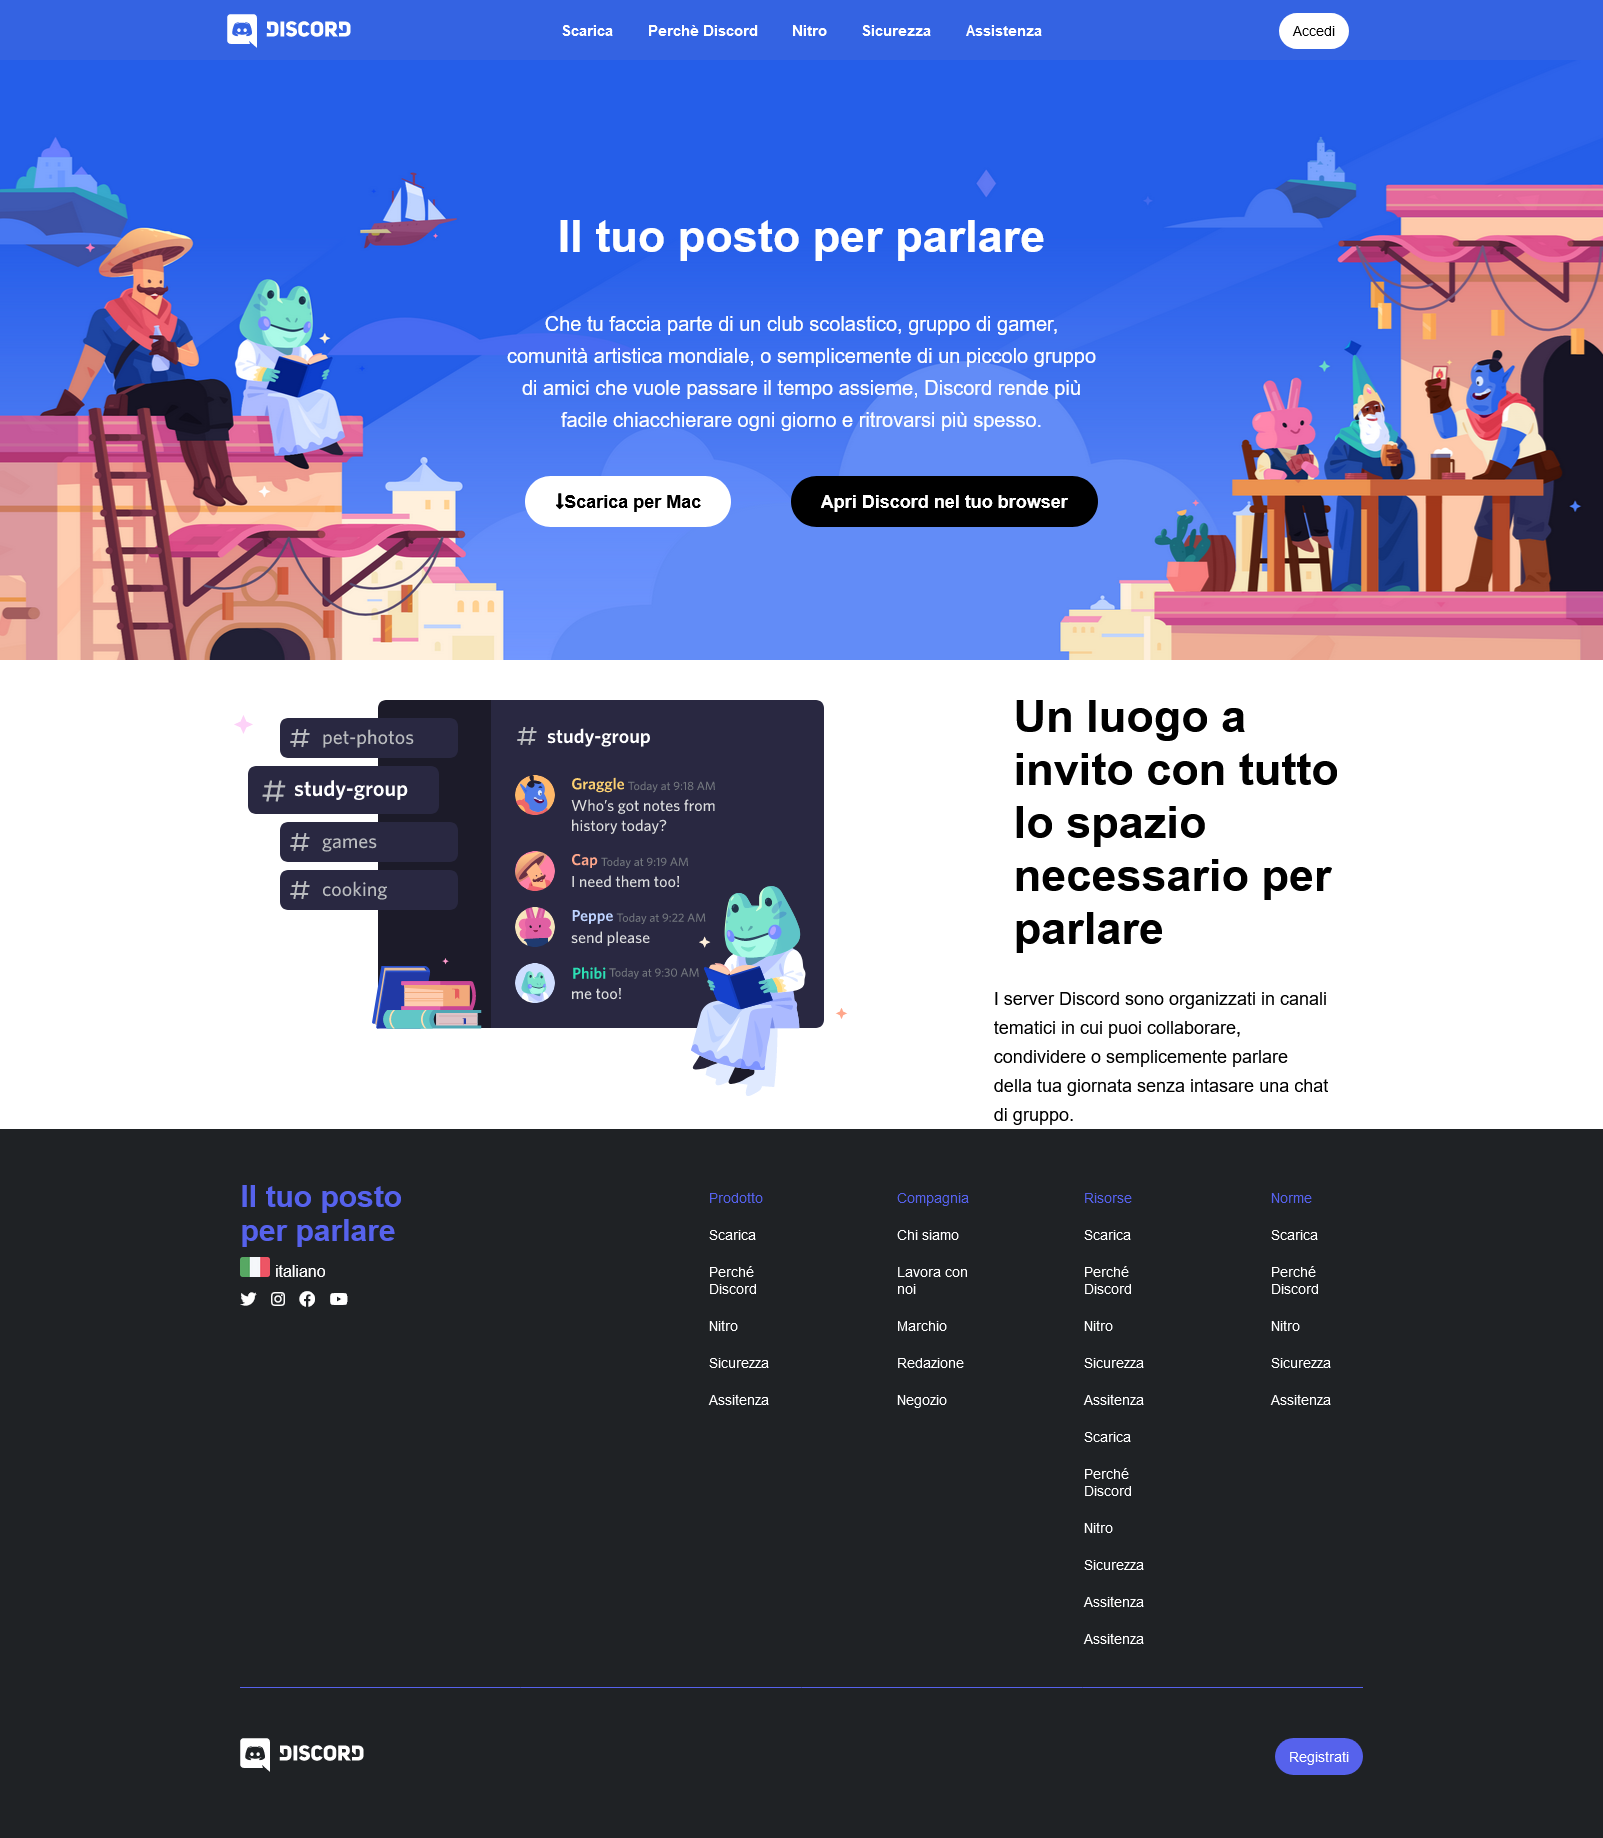 DISCORD
Scarica
Perchè Discord
Nitro
Sicurezza
Assistenza
Accedi
Il tuo posto per parlare
Che tu faccia parte di un club scolastico, gruppo di gamer,
comunità artistica mondiale, o semplicemente di un piccolo gruppo
di amici che vuole passare il tempo assieme, Discord rende più
facile chiacchierare ogni giorno e ritrovarsi più spesso.
Scarica per Mac
Apri Discord nel tuo browser
# pet-photos
# study-group
# games
# cooking
# study-group
Graggle Today at 9:18 AM
Who's got notes from
history today?
Cap Today at 9:19 AM
I need them too!
Peppe Today at 9:22 AM
send please
Phibi Today at 9:30 AM
me too!
Un luogo a
invito con tutto
lo spazio
necessario per
parlare
I server Discord sono organizzati in canali
tematici in cui puoi collaborare,
condividere o semplicemente parlare
della tua giornata senza intasare una chat
di gruppo.
Il tuo posto
per parlare
italiano
Prodotto
Scarica
Perché
Discord
Nitro
Sicurezza
Assitenza
Compagnia
Chi siamo
Lavora con
noi
Marchio
Redazione
Negozio
Risorse
Scarica
Perché
Discord
Nitro
Sicurezza
Assitenza
Scarica
Perché
Discord
Nitro
Sicurezza
Assitenza
Assitenza
Norme
Scarica
Perché
Discord
Nitro
Sicurezza
Assitenza
DISCORD
Registrati